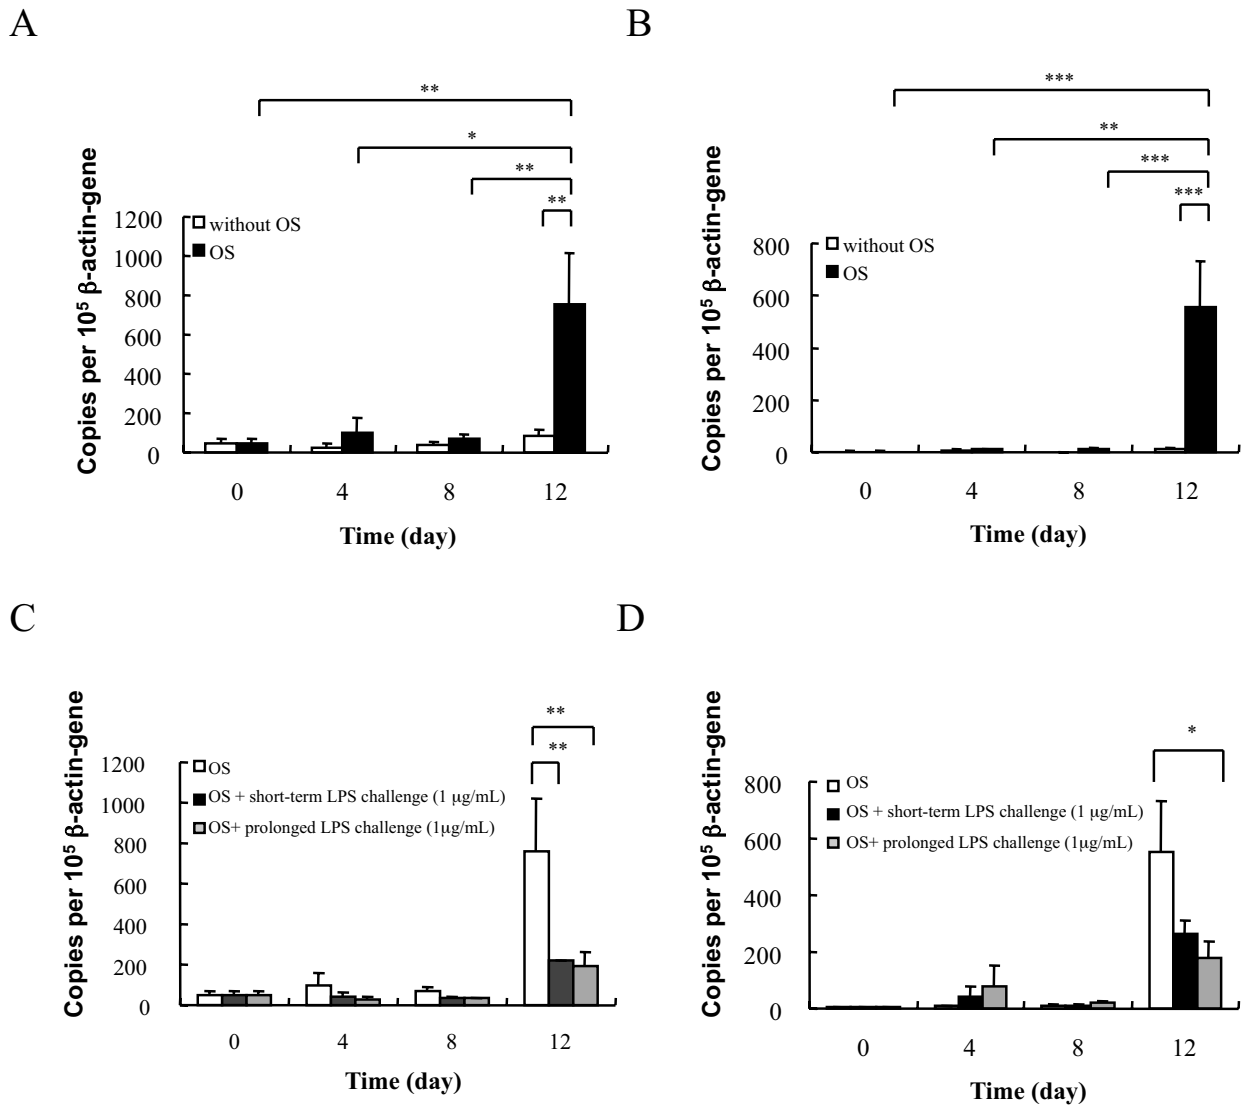 A
**
*
**
**
Copies per 10⁵ β-actin-gene
1200
1000
800
600
400
200
0
without OS
OS
0 4 8 12
Time (day)
B
***
**
***
***
Copies per 10⁵ β-actin-gene
800
600
400
200
0
without OS
OS
0 4 8 12
Time (day)
C
**
**
Copies per 10⁵ β-actin-gene
1200
1000
800
600
400
200
0
OS
OS + short-term LPS challenge (1 μg/mL)
OS+ prolonged LPS challenge (1μg/mL)
0 4 8 12
Time (day)
D
*
Copies per 10⁵ β-actin-gene
800
600
400
200
0
OS
OS + short-term LPS challenge (1 μg/mL)
OS+ prolonged LPS challenge (1μg/mL)
0 4 8 12
Time (day)